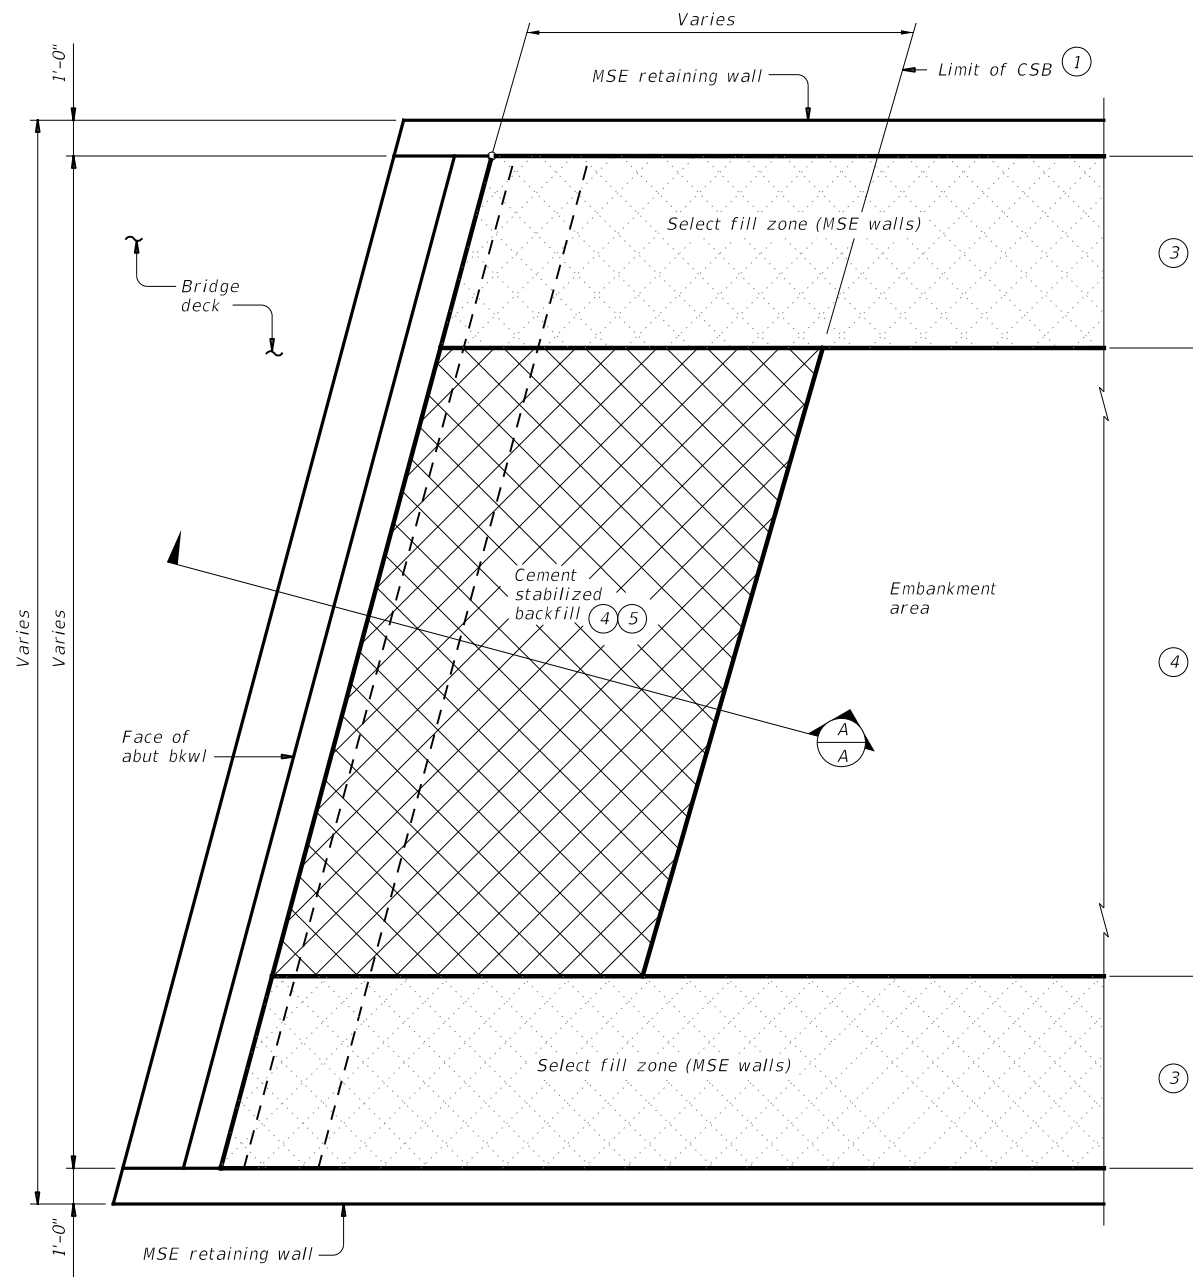 Varies
1'-0"
MSE retaining wall
Limit of CSB 1
Select fill zone (MSE walls)
3
Bridge
deck
Cement
stabilized
backfill 4 5
Embankment
area
Varies
Varies
4
Face of
abut bkwl
A
A
Select fill zone (MSE walls)
3
1'-0"
MSE retaining wall